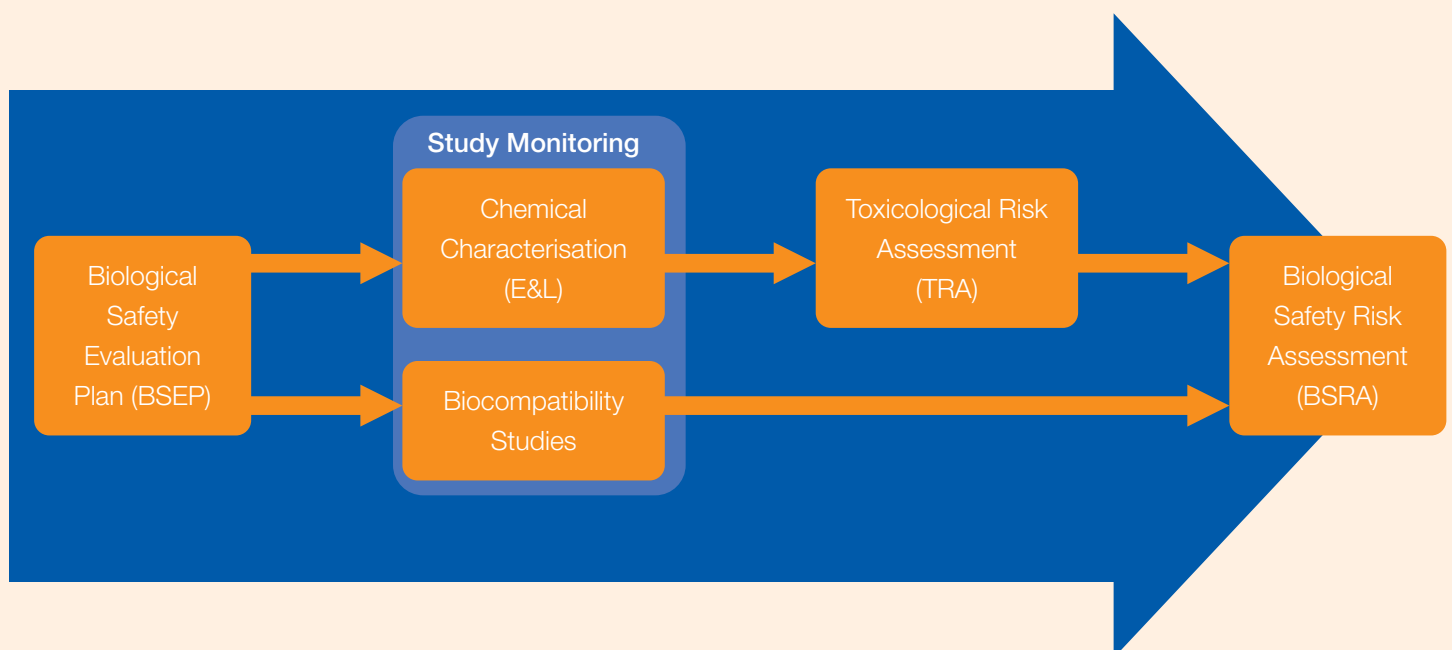 Study Monitoring
Biological
Safety
Evaluation
Plan (BSEP)
Chemical
Characterisation
(E&L)
Biocompatibility
Studies
Toxicological Risk
Assessment
(TRA)
Biological
Safety Risk
Assessment
(BSRA)